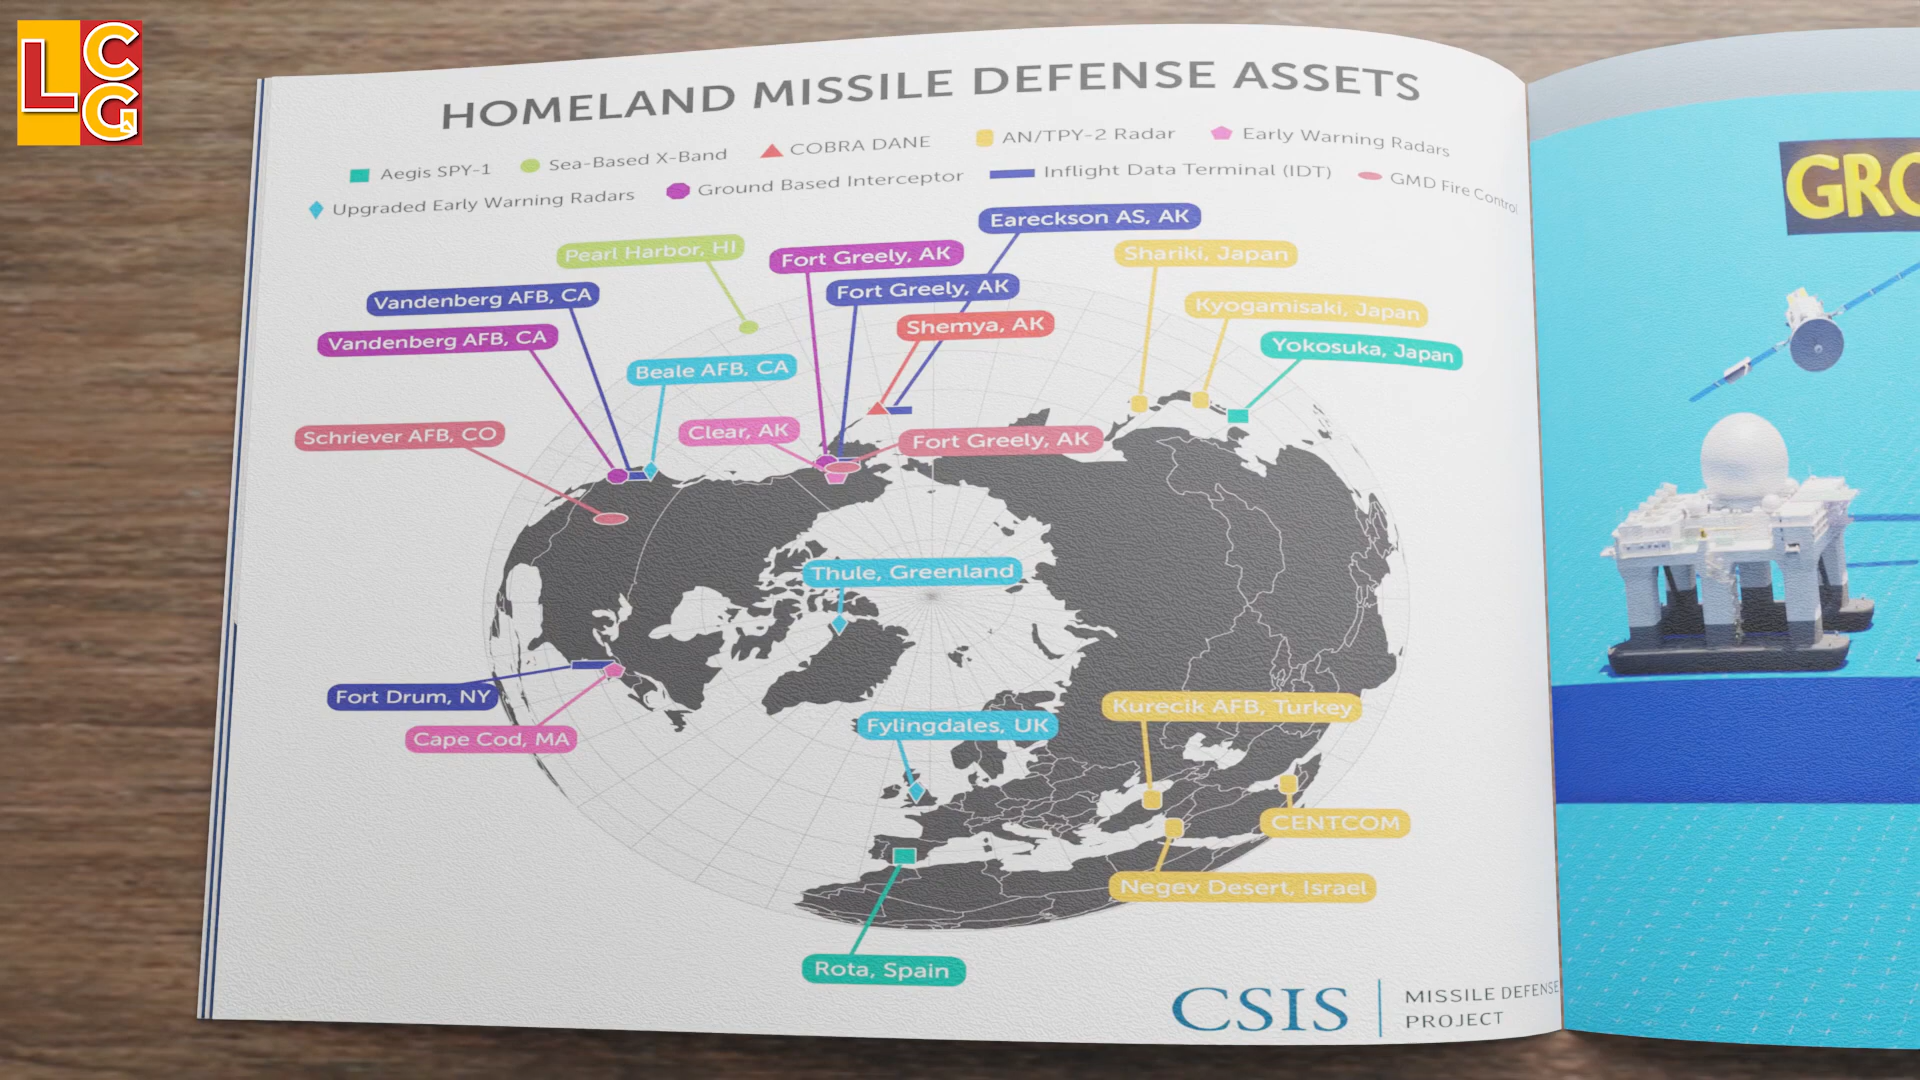 LCG
HOMELAND MISSILE DEFENSE ASSETS
Aegis SPY-1
Sea-Based X-Band
COBRA DANE
AN/TPY-2 Radar
Early Warning Radars
Upgraded Early Warning Radars
Ground Based Interceptor
Inflight Data Terminal (IDT)
GMD Fire Control
Eareckson AS, AK
Pearl Harbor, HI
Fort Greely, AK
Shariki, Japan
Vandenberg AFB, CA
Fort Greely, AK
Kyogamisaki, Japan
Vandenberg AFB, CA
Shemya, AK
Yokosuka, Japan
Beale AFB, CA
Schriever AFB, CO
Clear, AK
Fort Greely, AK
Thule, Greenland
Fort Drum, NY
Cape Cod, MA
Fylingdales, UK
Kurecik AFB, Turkey
CENTCOM
Negev Desert, Israel
Rota, Spain
CSIS
MISSILE DEFENSE
PROJECT
GRO